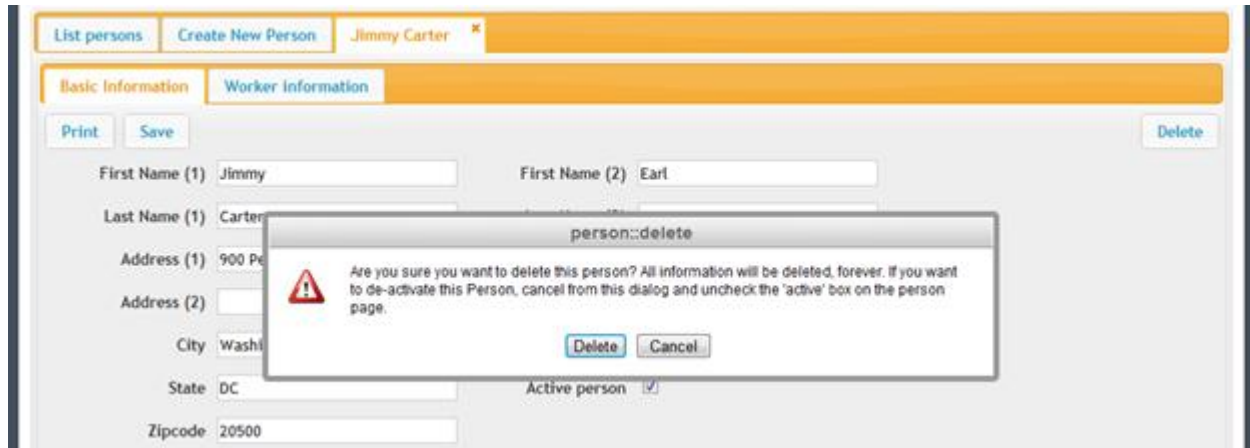 List persons Create New Person Jimmy Carter
Basic Information Worker information
Print Save Delete
First Name (1) Jimmy First Name (2) Earl
Last Name (1) Carter
person::delete
Address (1) 900
Are you sure you want to delete this person? All information will be deleted, forever. If you want
to de-activate this Person, cancel from this dialog and uncheck the 'active' box on the person
page.
Address (2)
Delete Cancel
City Washi
State DC Active person
Zipcode 20500